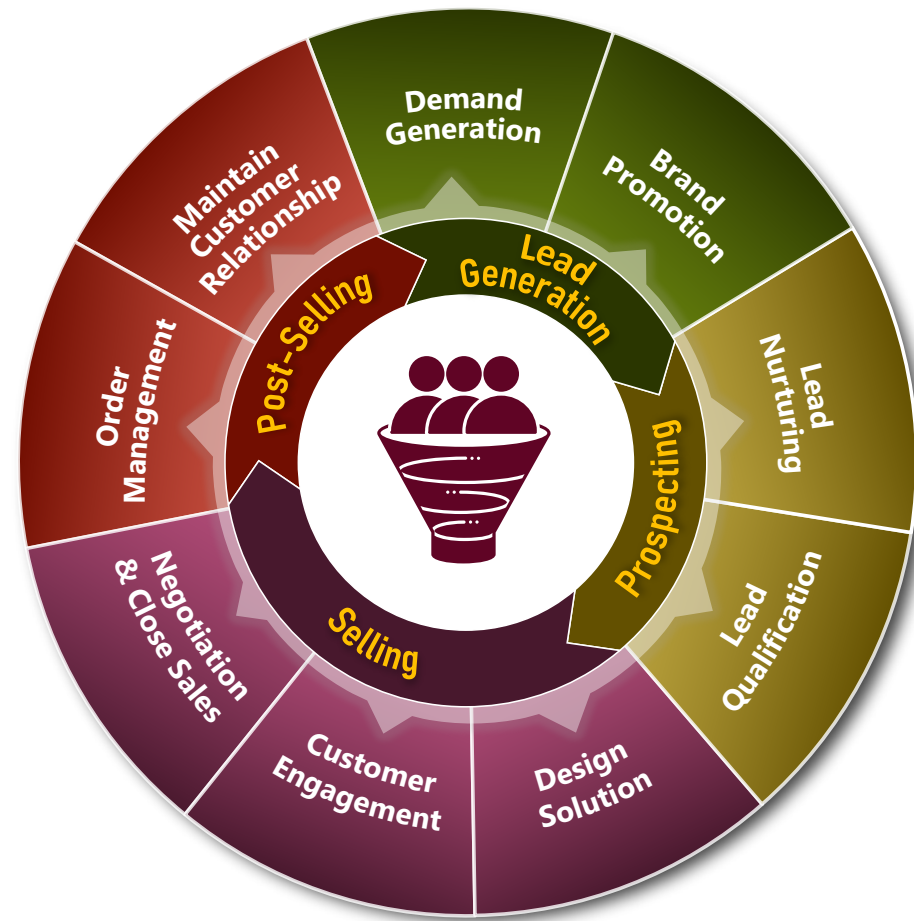 Demand
Generation
Brand
Promotion
Lead
Nurturing
Lead
Qualification
Design
Solution
Customer
Engagement
Negotiation
& Close Sales
Order
Management
Maintain
Customer
Relationship
Lead
Generation
Prospecting
Selling
Post-Selling